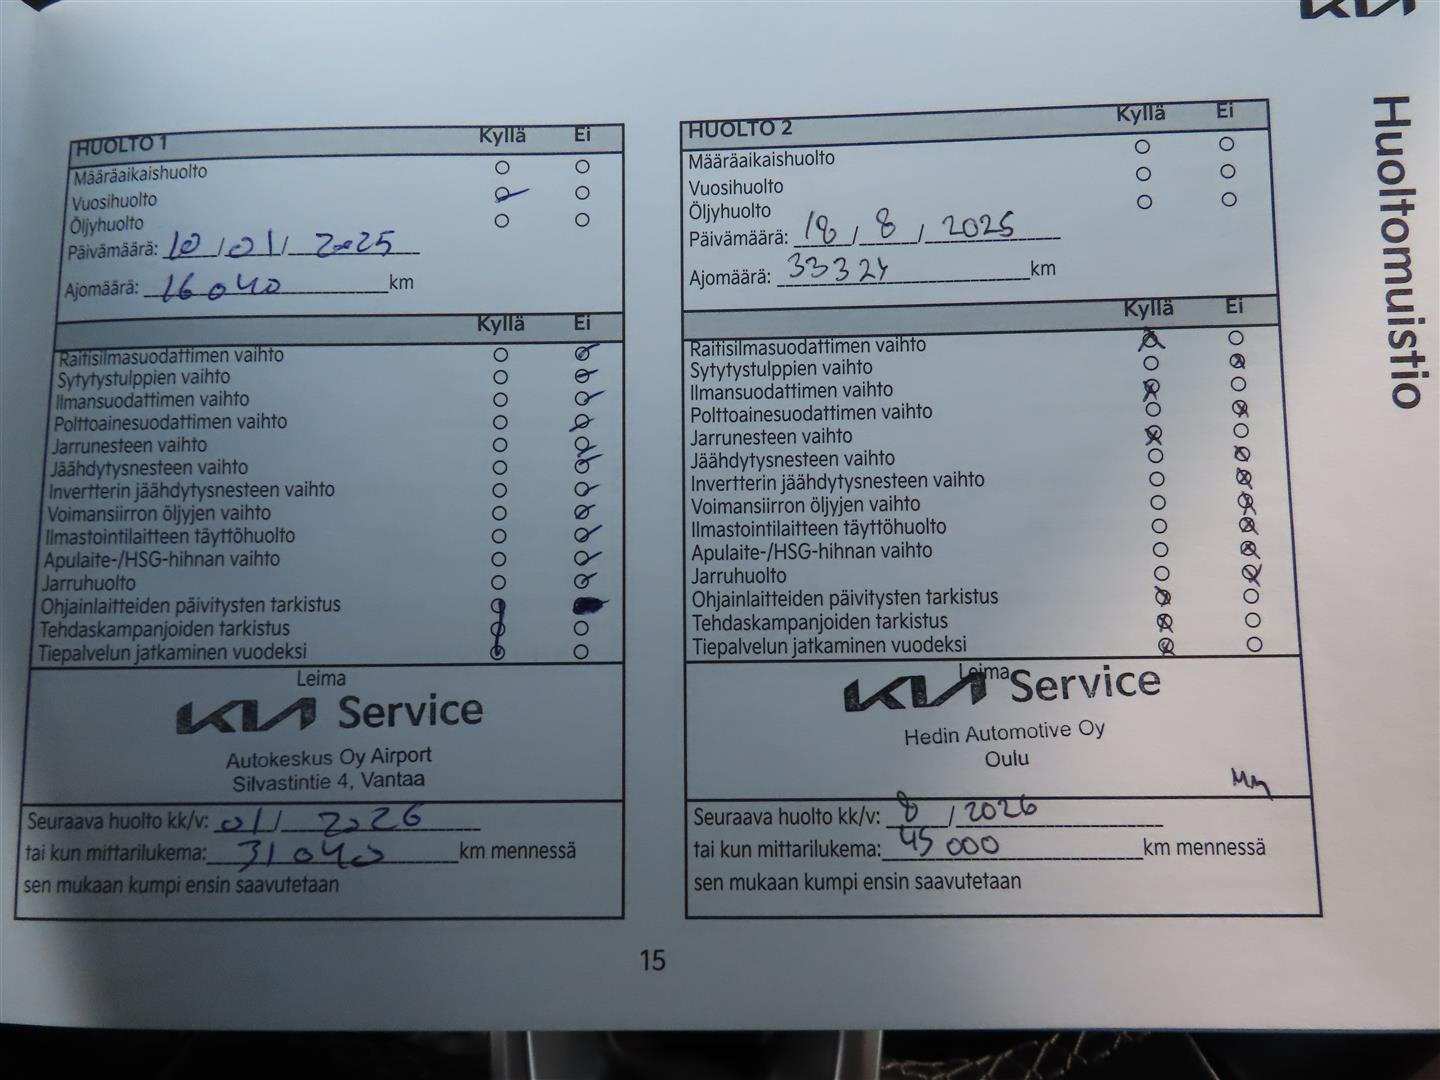 KIA
Huoltomuistio
HUOLTO 1 Kyllä Ei
Määräaikaishuolto
Vuosihuolto
Öljyhuolto
Päivämäärä: 10/01/2025
Ajomäärä: 16040 km
Kyllä Ei
Raitisilmasuodattimen vaihto
Sytytystulppien vaihto
Ilmansuodattimen vaihto
Polttoainesuodattimen vaihto
Jarrunesteen vaihto
Jäähdytysnesteen vaihto
Invertterin jäähdytysnesteen vaihto
Voimansiirron öljyjen vaihto
Ilmastointilaitteen täyttöhuolto
Apulaite-/HSG-hihnan vaihto
Jarruhuolto
Ohjainlaitteiden päivitysten tarkistus
Tehdaskampanjoiden tarkistus
Tiepalvelun jatkaminen vuodeksi
Leima
KIA Service
Autokeskus Oy Airport
Silvastintie 4, Vantaa
Seuraava huolto kk/v: 01/2026
tai kun mittarilukema: 31040 km mennessä
sen mukaan kumpi ensin saavutetaan
HUOLTO 2 Kyllä Ei
Määräaikaishuolto
Vuosihuolto
Öljyhuolto
Päivämäärä: 18/8/2025
Ajomäärä: km
Kyllä Ei
Raitisilmasuodattimen vaihto
Sytytystulppien vaihto
Ilmansuodattimen vaihto
Polttoainesuodattimen vaihto
Jarrunesteen vaihto
Jäähdytysnesteen vaihto
Invertterin jäähdytysnesteen vaihto
Voimansiirron öljyjen vaihto
Ilmastointilaitteen täyttöhuolto
Apulaite-/HSG-hihnan vaihto
Jarruhuolto
Ohjainlaitteiden päivitysten tarkistus
Tehdaskampanjoiden tarkistus
Tiepalvelun jatkaminen vuodeksi
Leima
KIA Service
Hedin Automotive Oy
Oulu
Seuraava huolto kk/v: 8/2026
tai kun mittarilukema: 45000 km mennessä
sen mukaan kumpi ensin saavutetaan
15